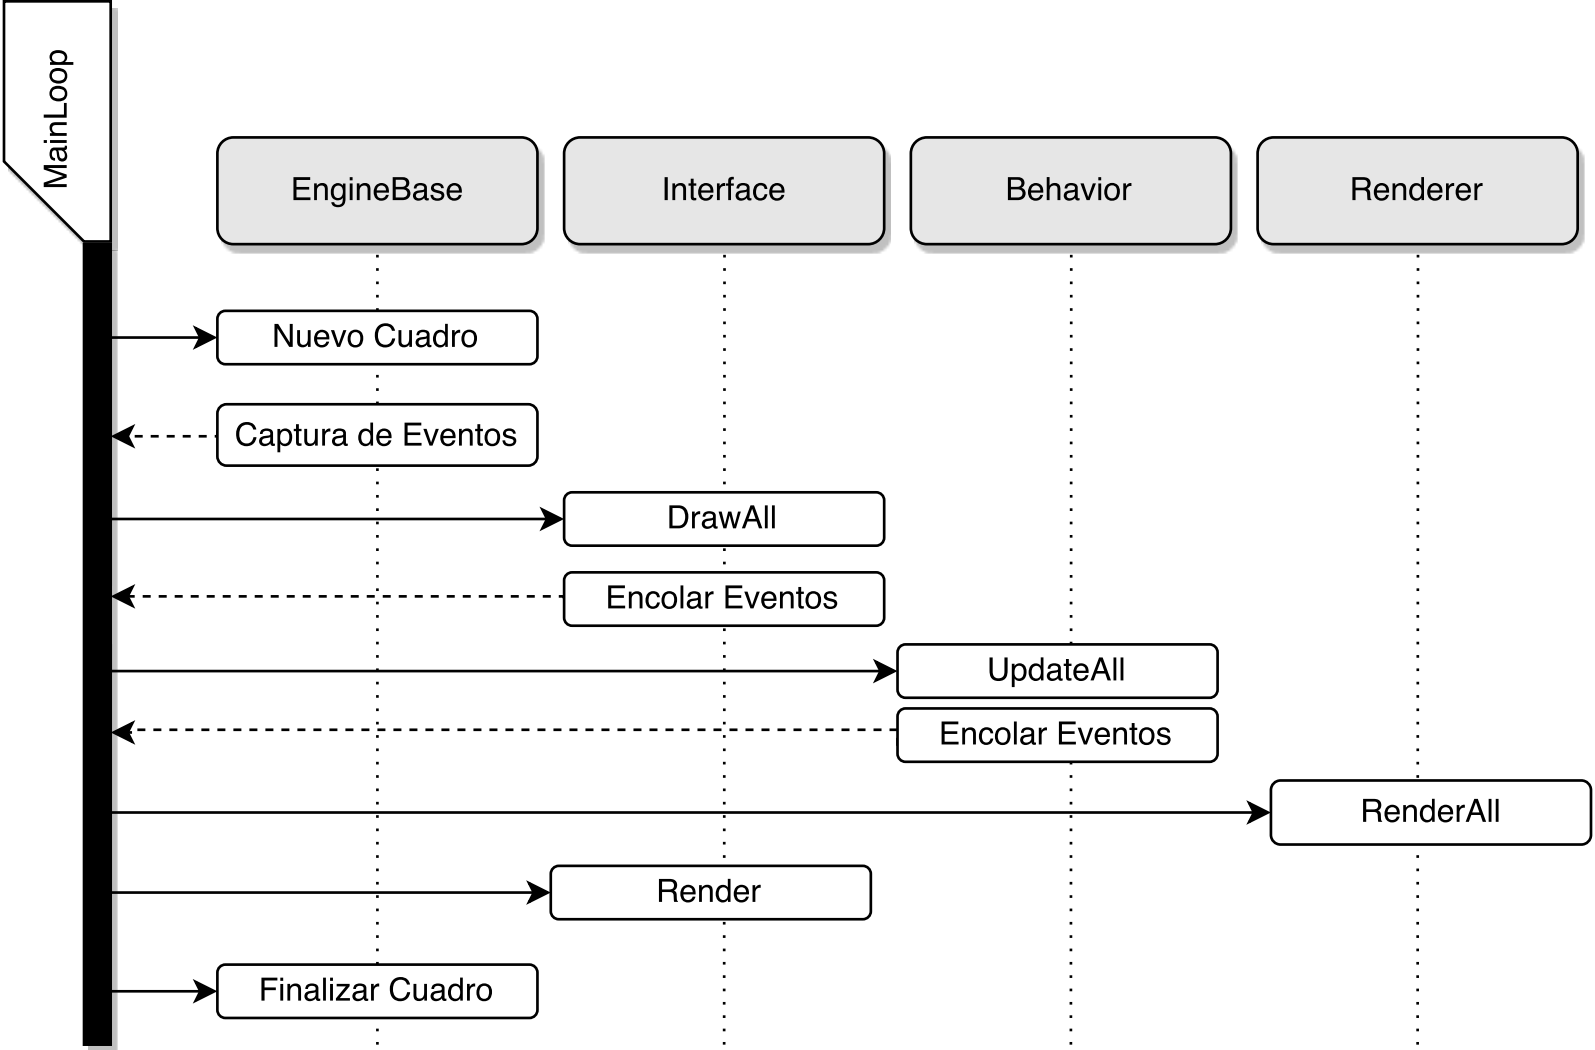 MainLoop
EngineBase
Interface
Behavior
Renderer
Nuevo Cuadro
Captura de Eventos
DrawAll
Encolar Eventos
UpdateAll
Encolar Eventos
RenderAll
Render
Finalizar Cuadro